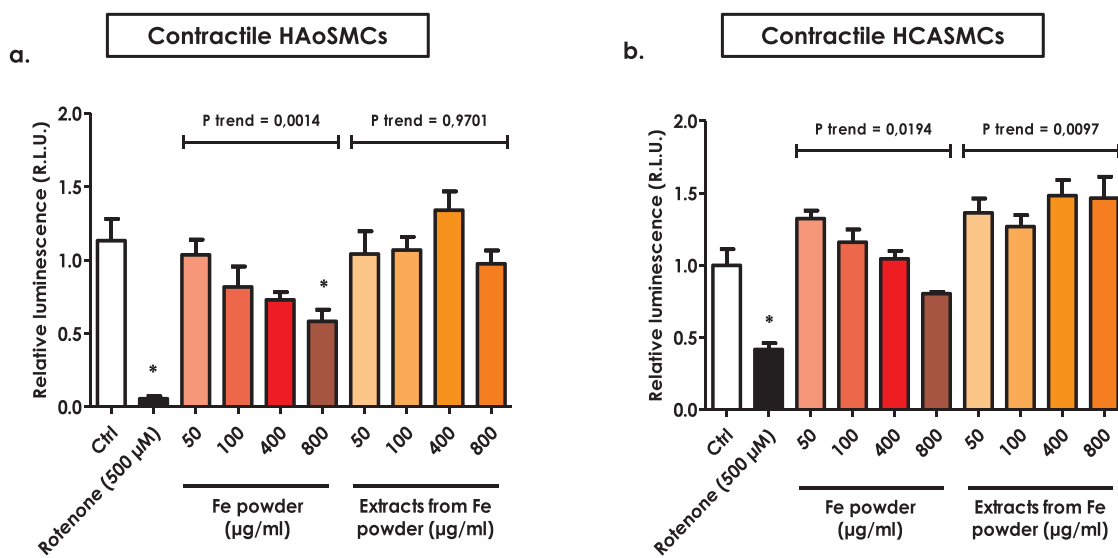 a.
Contractile HAoSMCs
Relative luminescence (R.L.U.)
2.0
1.5
1.0
0.5
0.0
P trend = 0,0014
P trend = 0,9701
*
*
Ctrl
Rotenone (500 µM)
50
100
400
800
50
100
400
800
Fe powder
(µg/ml)
Extracts from Fe
powder (µg/ml)
b.
Contractile HCASMCs
Relative luminescence (R.L.U.)
2.0
1.5
1.0
0.5
0.0
P trend = 0,0194
P trend = 0,0097
*
Ctrl
Rotenone (500 µM)
50
100
400
800
50
100
400
800
Fe powder
(µg/ml)
Extracts from Fe
powder (µg/ml)